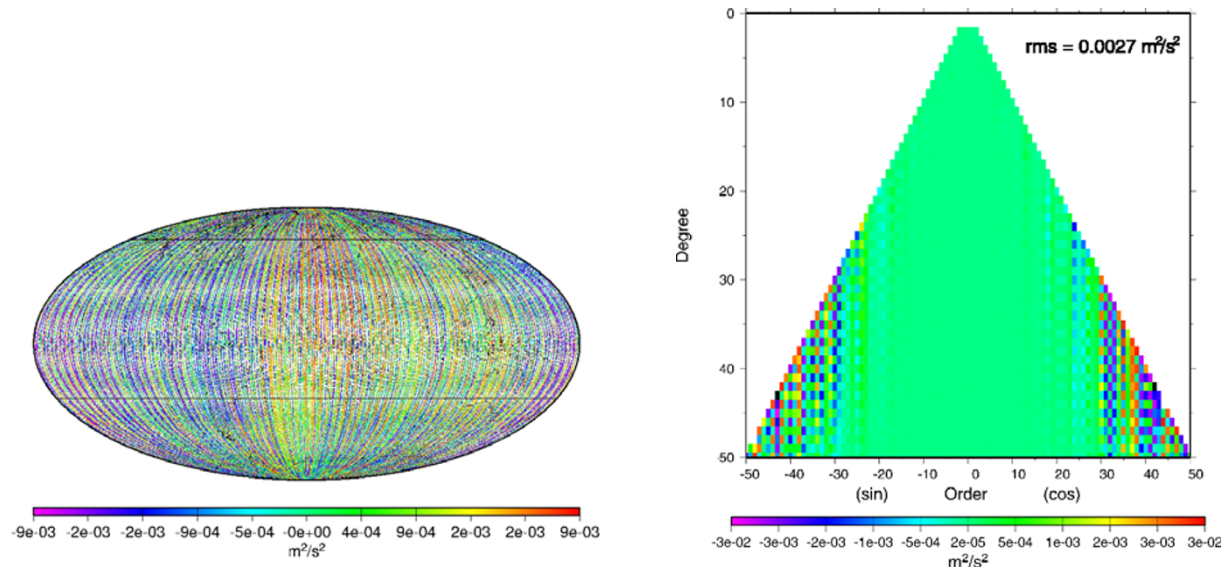 -9e-03 -2e-03 -2e-03 -9e-04 -5e-04 -0e+00 4e-04 9e-04 2e-03 2e-03 9e-03
m²/s²
rms = 0.0027 m²/s²
Degree
0
10
20
30
40
50
-50 -40 -30 -20 -10 0 10 20 30 40 50
(sin) Order (cos)
-3e-02 -3e-03 -2e-03 -1e-03 -5e-04 2e-05 5e-04 1e-03 2e-03 3e-03 3e-02
m²/s²